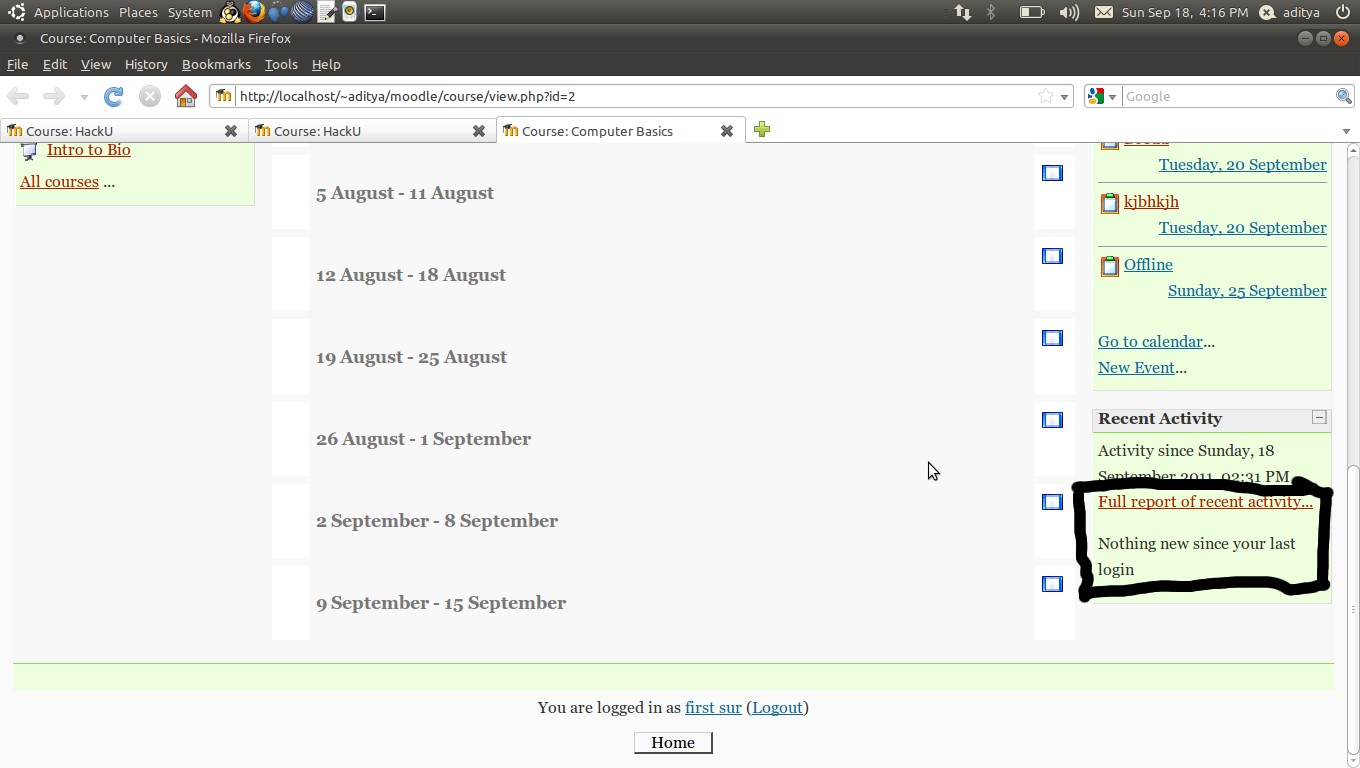 Applications Places System
Sun Sep 18, 4:16 PM aditya
Course: Computer Basics - Mozilla Firefox
File Edit View History Bookmarks Tools Help
http://localhost/~aditya/moodle/course/view.php?id=2
Google
Course: HackU
Course: HackU
Course: Computer Basics
Intro to Bio
All courses ...
5 August - 11 August
12 August - 18 August
19 August - 25 August
26 August - 1 September
2 September - 8 September
9 September - 15 September
Tuesday, 20 September
kjbhkjh
Tuesday, 20 September
Offline
Sunday, 25 September
Go to calendar...
New Event...
Recent Activity
Activity since Sunday, 18
September 2011, 02:31 PM
Full report of recent activity...
Nothing new since your last
login
You are logged in as first sur (Logout)
Home